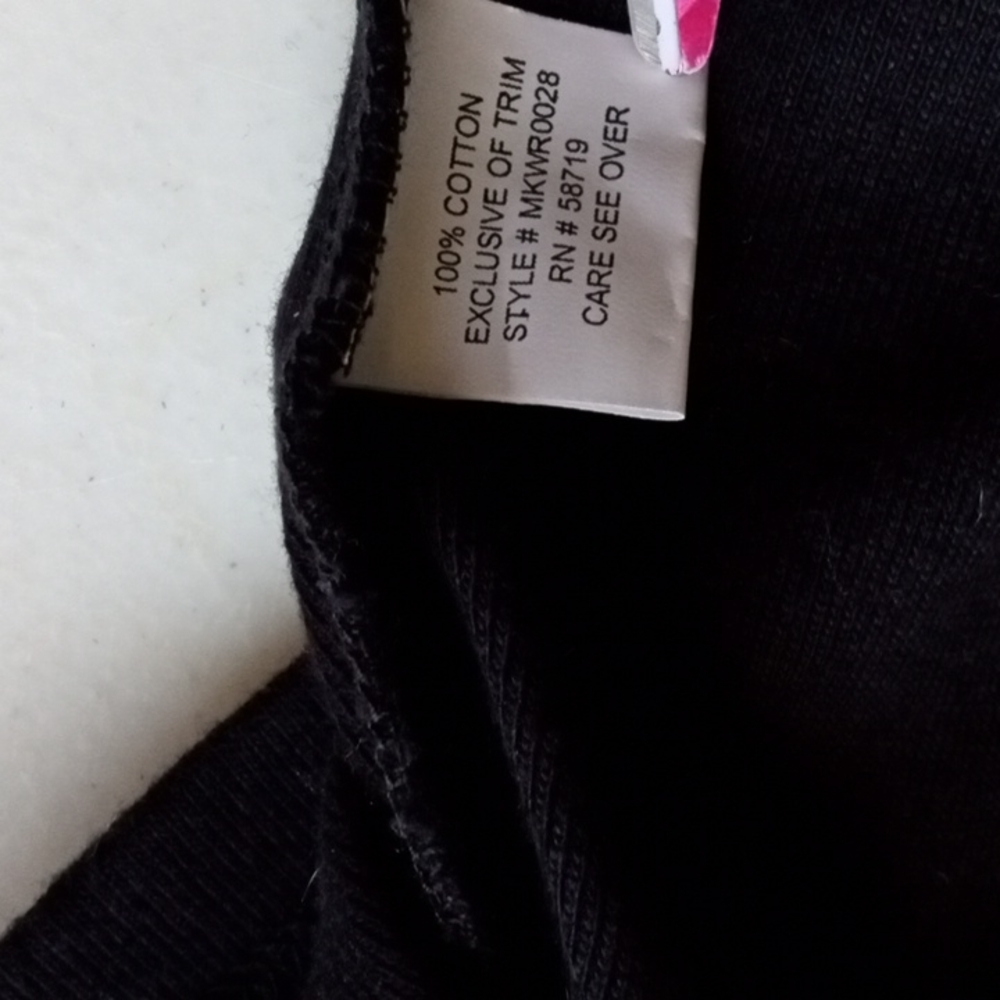 100% COTTON
EXCLUSIVE OF TRIM
STYLE # MKWR0028
RN # 58719
CARE SEE OVER